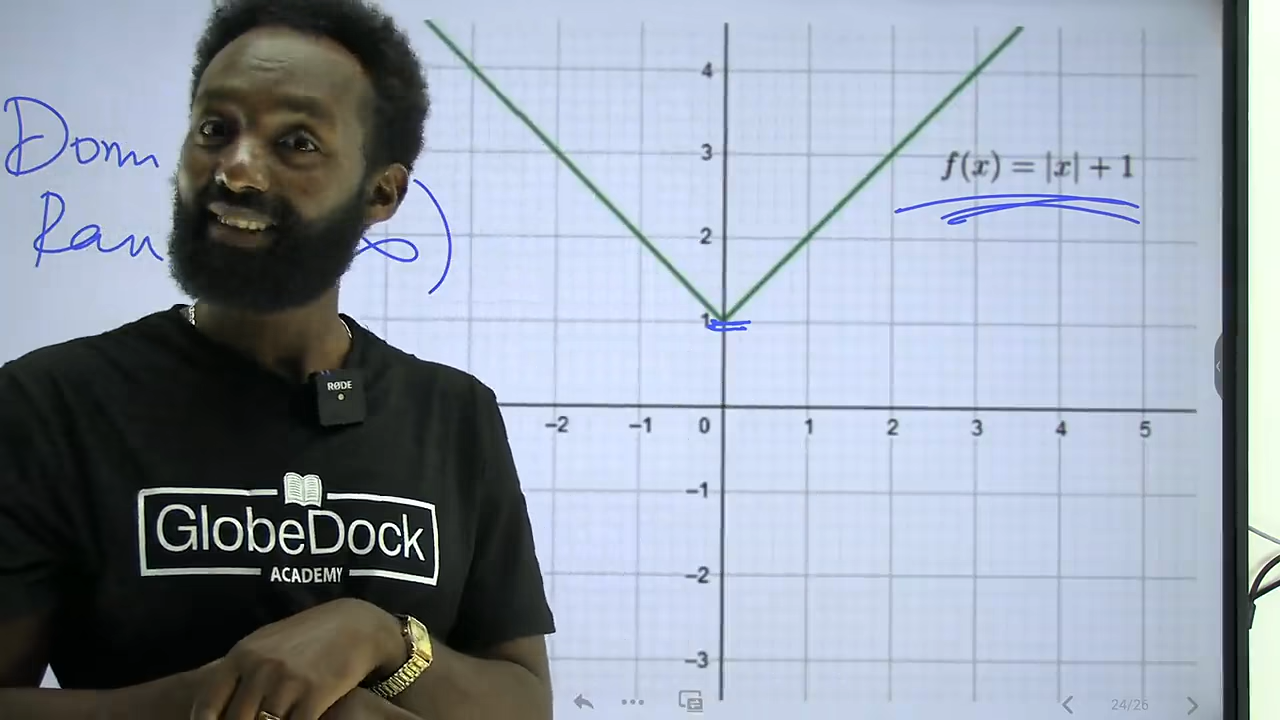 Dom
Ran ∞)
f(x) = |x| + 1
4
3
2
1
-2 -1 0 1 2 3 4 5
-1
-2
-3
RØDE
GlobeDock
ACADEMY
24/26